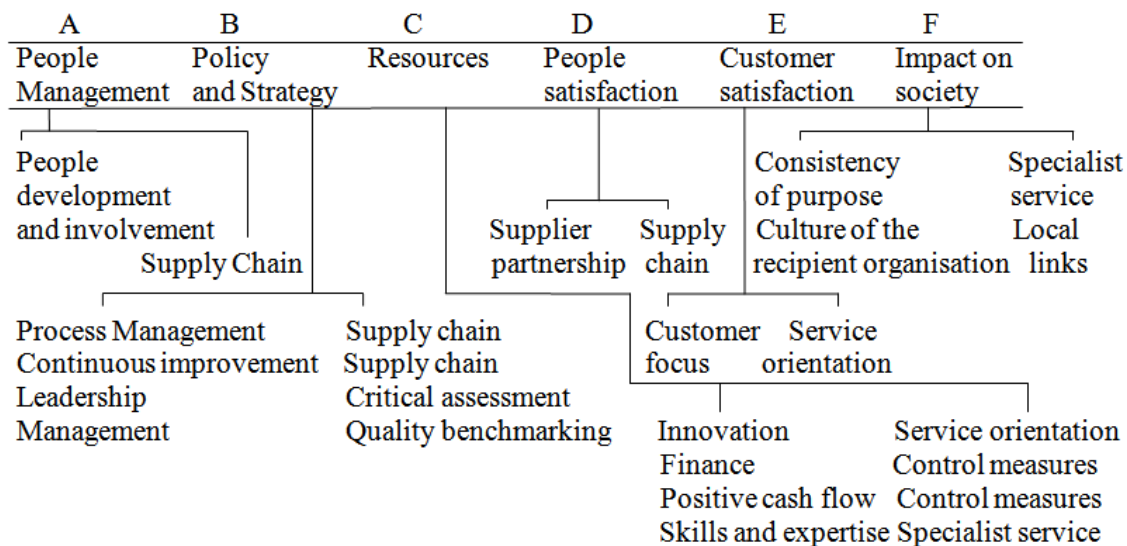 A B C D E F
People Policy Resources People Customer Impact on
Management and Strategy satisfaction satisfaction society
People
development
and involvement
Supply Chain
Supplier Supply
partnership chain
Consistency Specialist
of purpose service
Culture of the Local
recipient organisation links
Process Management Supply chain
Continuous improvement Supply chain
Leadership Critical assessment
Management Quality benchmarking
Customer Service
focus orientation
Innovation Service orientation
Finance Control measures
Positive cash flow Control measures
Skills and expertise Specialist service